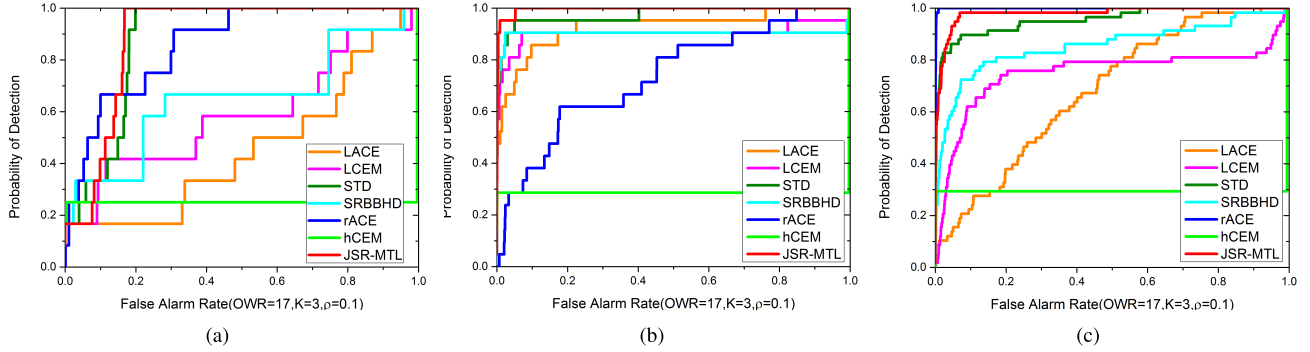 1.0
0.8
0.6
0.4
0.2
0.0
Probability of Detection
LACE
LCEM
STD
SRBBHD
rACE
hCEM
JSR-MTL
0.0 0.2 0.4 0.6 0.8 1.0
False Alarm Rate(OWR=17,K=3,ρ=0.1)
(a)
1.0
0.8
0.6
0.4
0.2
0.0
Probability of Detection
LACE
LCEM
STD
SRBBHD
rACE
hCEM
JSR-MTL
0.0 0.2 0.4 0.6 0.8 1.0
False Alarm Rate(OWR=17,K=3,ρ=0.1)
(b)
1.0
0.8
0.6
0.4
0.2
0.0
Probability of Detection
LACE
LCEM
STD
SRBBHD
rACE
hCEM
JSR-MTL
0.0 0.2 0.4 0.6 0.8 1.0
False Alarm Rate(OWR=17,K=3,ρ=0.1)
(c)